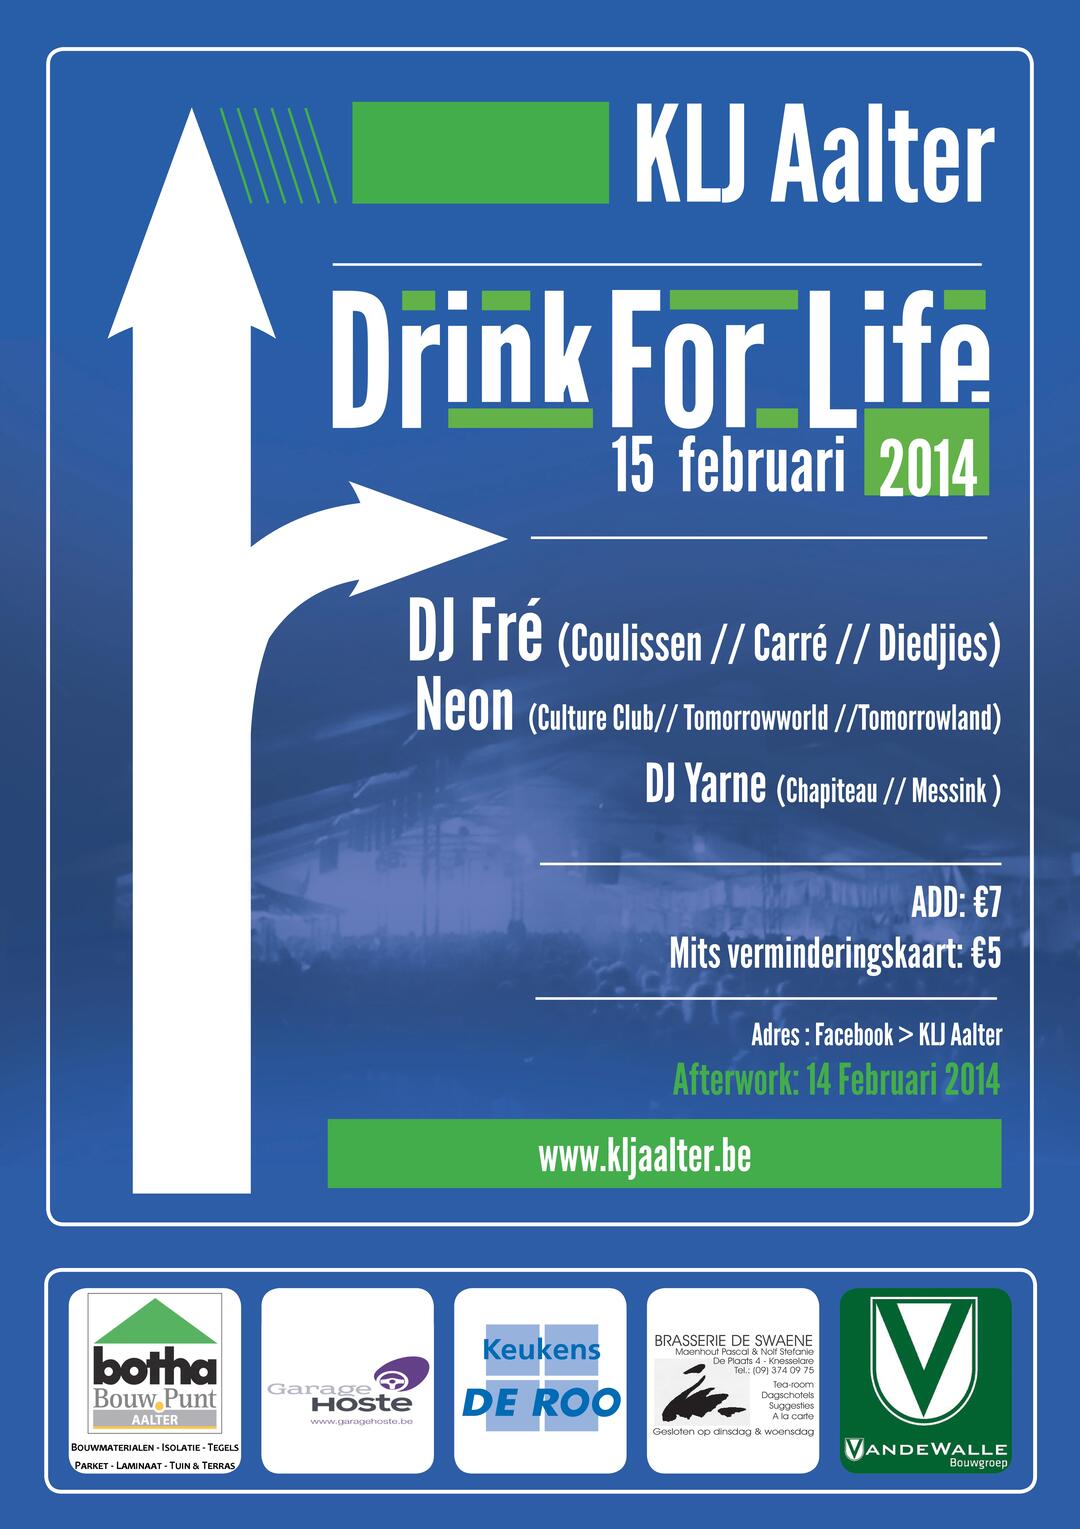 KLJ Aalter
Drink For Life
15 februari 2014
DJ Fré (Coulissen // Carré // Diedjies)
Neon (Culture Club// Tomorrowworld //Tomorrowland)
DJ Yarne (Chapiteau // Messink )
ADD: €7
Mits verminderingskaart: €5
Adres : Facebook > KLJ Aalter
Afterwork: 14 Februari 2014
www.kljaalter.be
botha
Bouw.Punt
AALTER
BOUWMATERIALEN - ISOLATIE - TEGELS
PARKET - LAMINAAT - TUIN & TERRAS
Garage
HOSTE
www.garagehoste.be
Keukens
DE ROO
BRASSERIE DE SWAENE
Maenhout Pascal & Nolf Stefanie
De Plaats 4 - Knesselare
Tel.: (09) 374 09 75
Tea-room
Dagschotels
Suggesties
A la carte
Gesloten op dinsdag & woensdag
V
VANDEWALLE
Bouwgroep